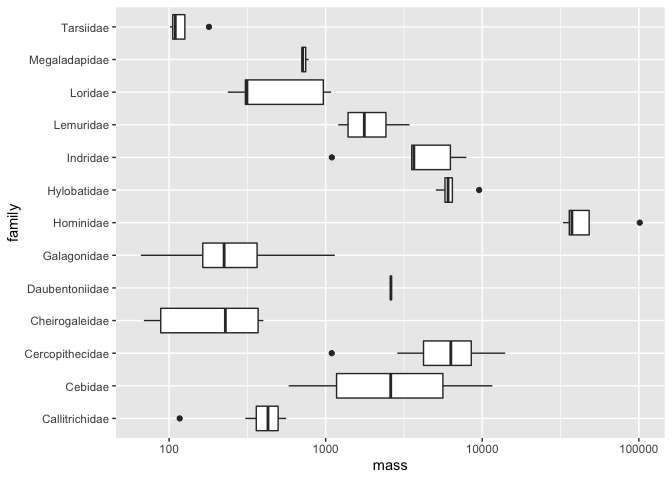 Tarsiidae
Megaladapidae
Loridae
Lemuridae
Indridae
Hylobatidae
Hominidae
Galagonidae
Daubentoniidae
Cheirogaleidae
Cercopithecidae
Cebidae
Callitrichidae
family
100 1000 10000 100000
mass